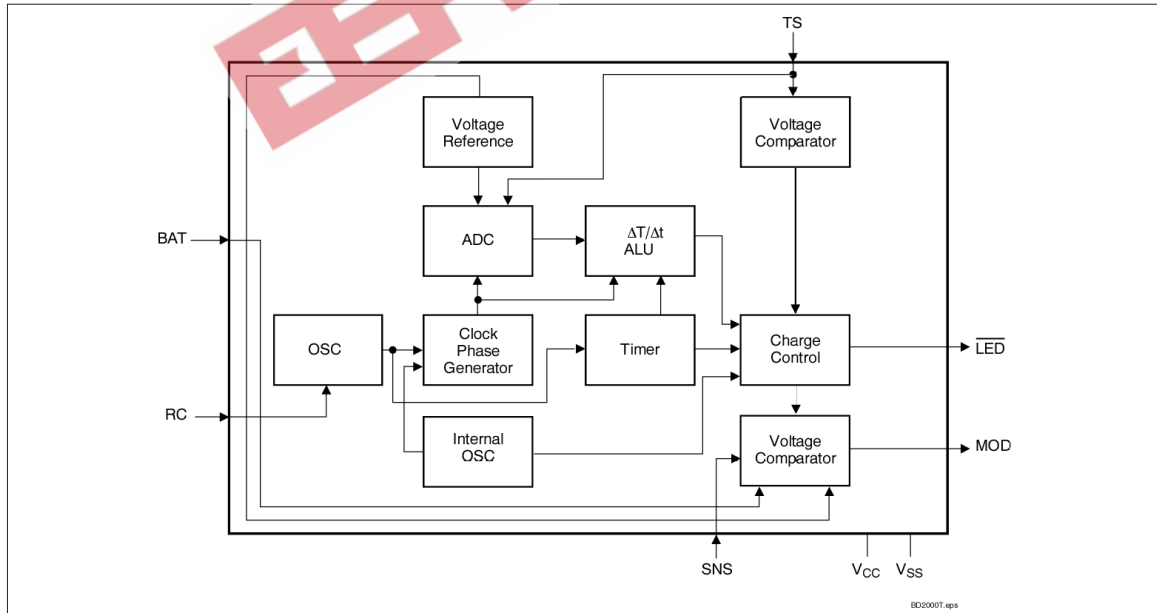 TS
Voltage
Reference
Voltage
Comparator
BAT
ADC
ΔT/Δt
ALU
OSC
Clock
Phase
Generator
Timer
Charge
Control
LED
RC
Internal
OSC
Voltage
Comparator
MOD
SNS
VCC
VSS
BD2000T.eps